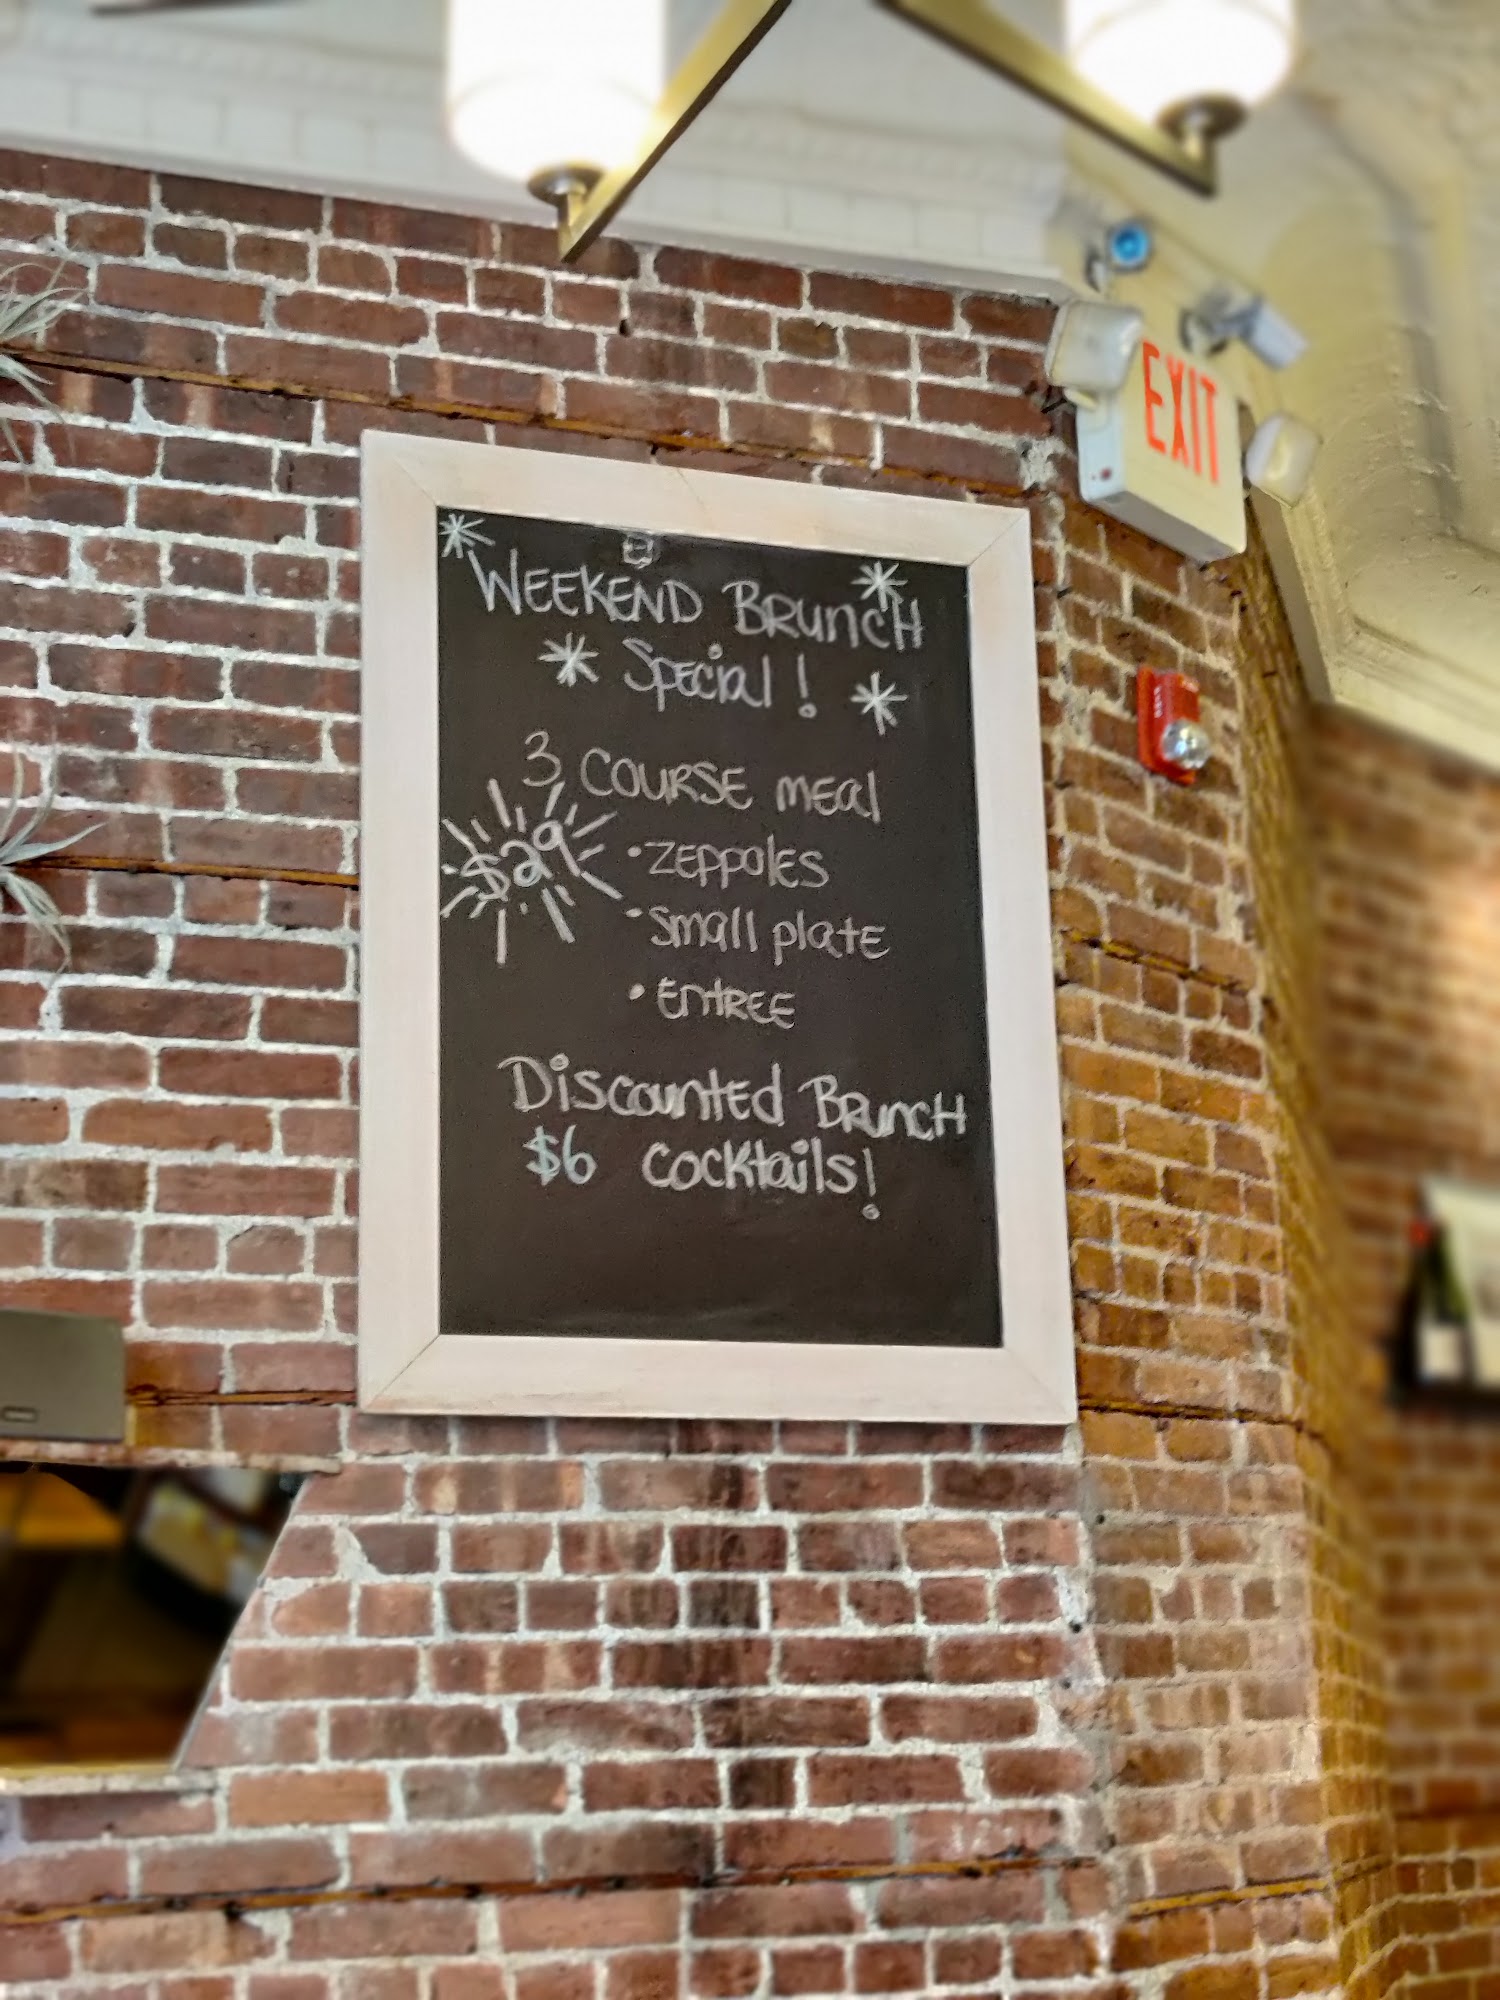 WEEKEND BRUNCH
Special!
3 COURSE MEAL
$29
• ZEPPOLES
• small plate
• ENTREE
DISCOUNTED BRUNCH
$6 COCKTAILS!
EXIT